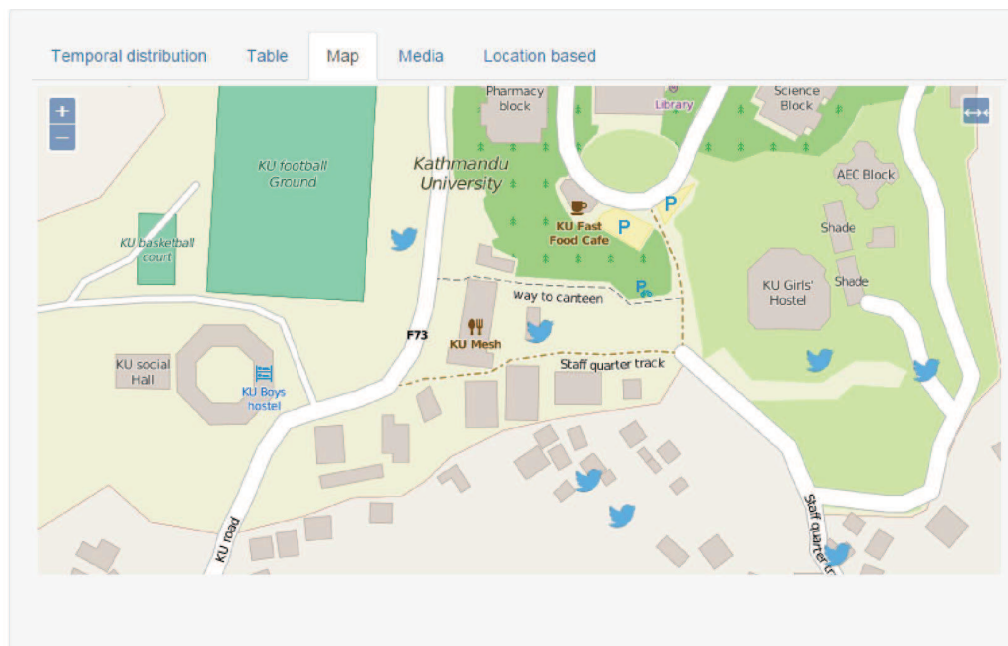 Temporal distribution
Table
Map
Media
Location based
+
−
Pharmacy
block
Library
Science
Block
KU football
Ground
Kathmandu
University
AEC Block
P
P
KU Fast
Food Cafe
KU basketball
court
Shade
Shade
P
KU Girls'
Hostel
way to canteen
F73
KU Mesh
KU social
Hall
KU Boys
hostel
Staff quarter track
KU road
Staff quarter tr